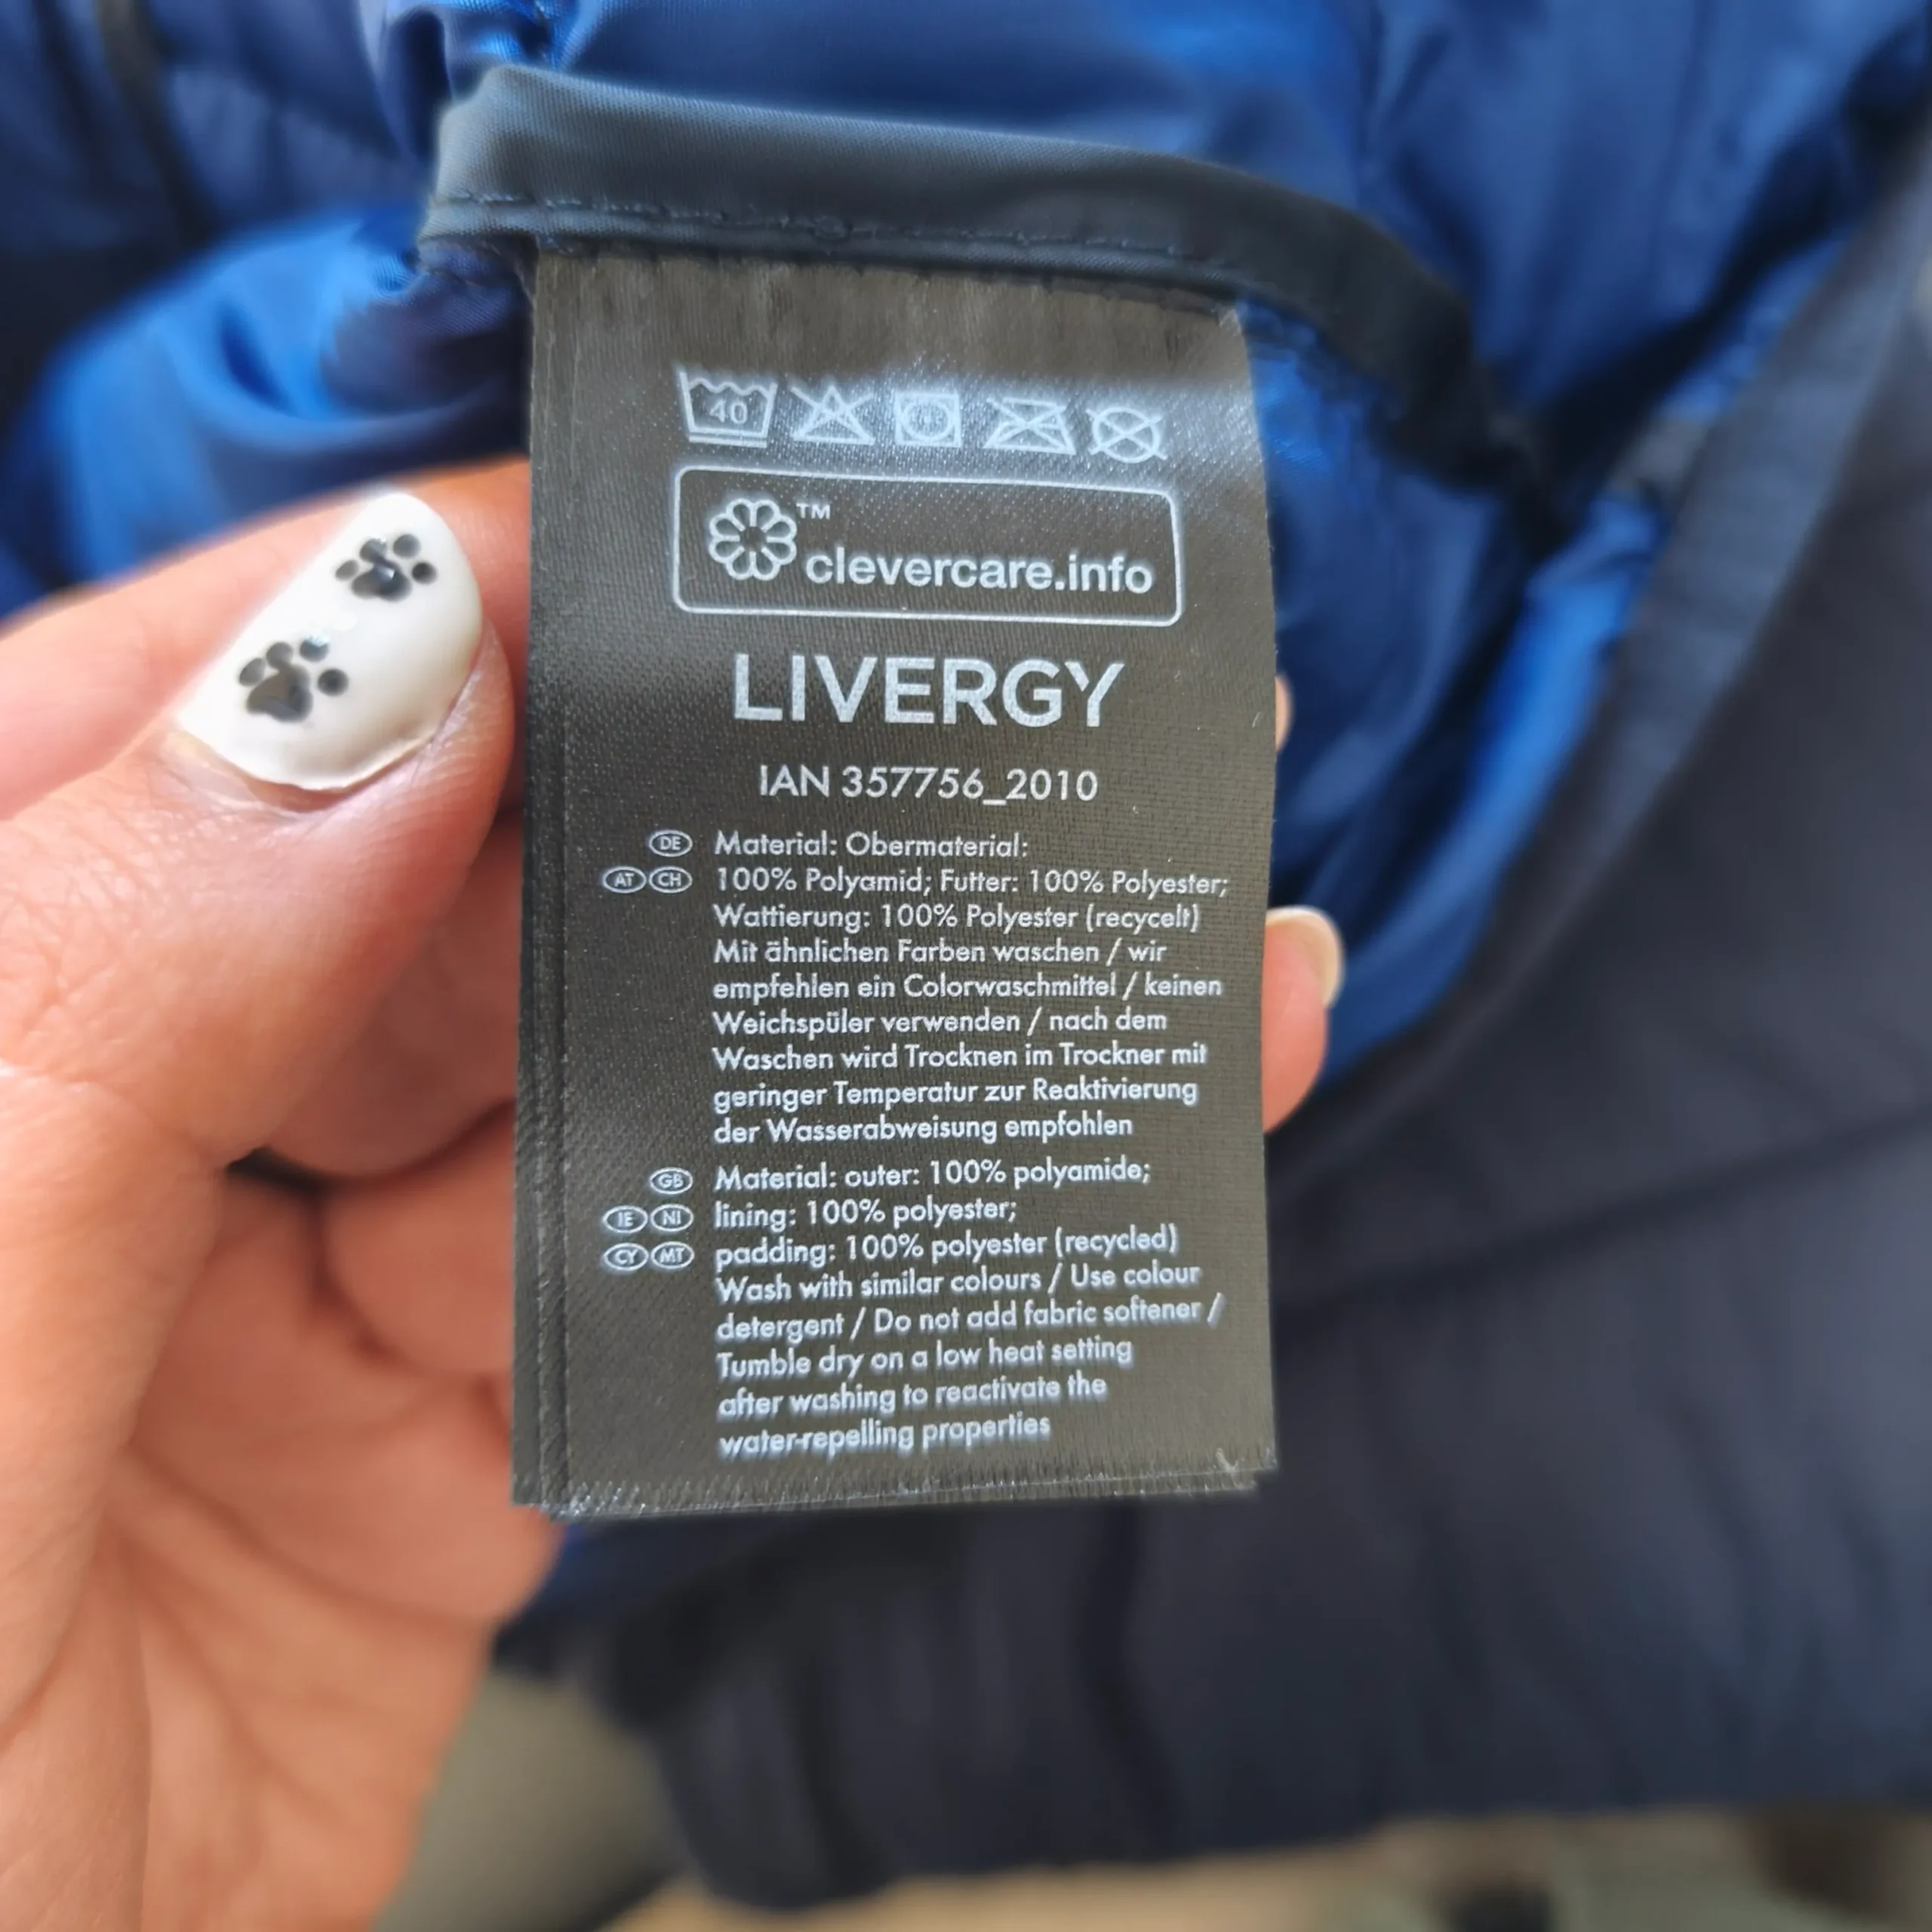 40
™
clevercare.info
LIVERGY
IAN 357756_2010
DE Material: Obermaterial:
AT CH 100% Polyamid; Futter: 100% Polyester;
Wattierung: 100% Polyester (recycelt)
Mit ähnlichen Farben waschen / wir
empfehlen ein Colorwaschmittel / keinen
Weichspüler verwenden / nach dem
Waschen wird Trocknen im Trockner mit
geringer Temperatur zur Reaktivierung
der Wasserabweisung empfohlen
GB Material: outer: 100% polyamide;
IE NI lining: 100% polyester;
CY MT padding: 100% polyester (recycled)
Wash with similar colours / Use colour
detergent / Do not add fabric softener /
Tumble dry on a low heat setting
after washing to reactivate the
water-repelling properties